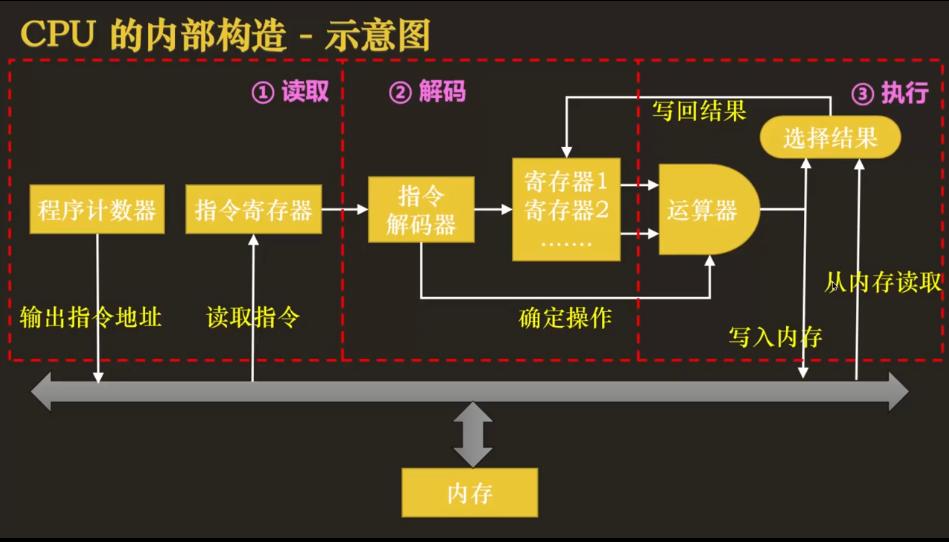 CPU 的内部构造 - 示意图
① 读取
② 解码
③ 执行
写回结果
选择结果
程序计数器
指令寄存器
指令
解码器
寄存器1
寄存器2
.......
运算器
输出指令地址
读取指令
确定操作
写入内存
从内存读取
内存